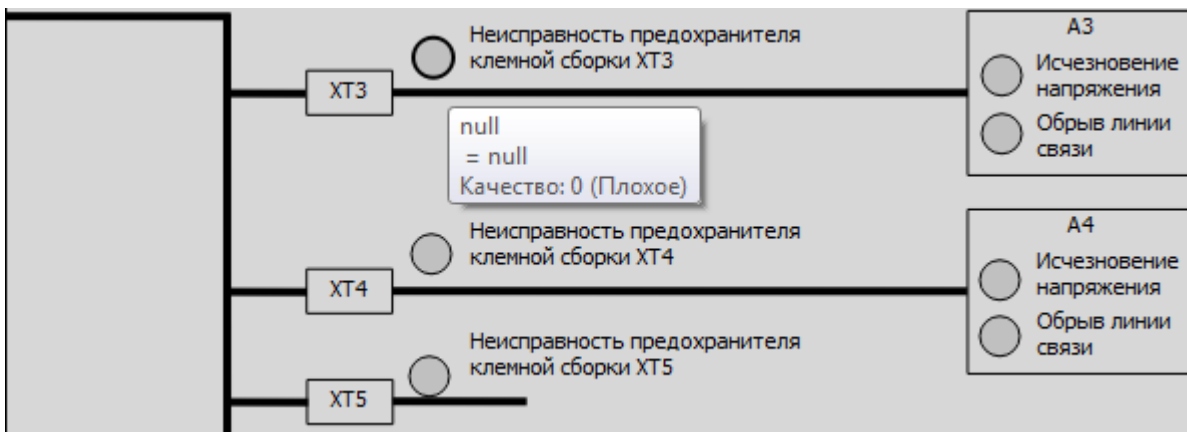 Неисправность предохранителя
клемной сборки XT3
XT3
null
= null
Качество: 0 (Плохое)
A3
Исчезновение
напряжения
Обрыв линии
связи
Неисправность предохранителя
клемной сборки XT4
XT4
A4
Исчезновение
напряжения
Обрыв линии
связи
Неисправность предохранителя
клемной сборки XT5
XT5